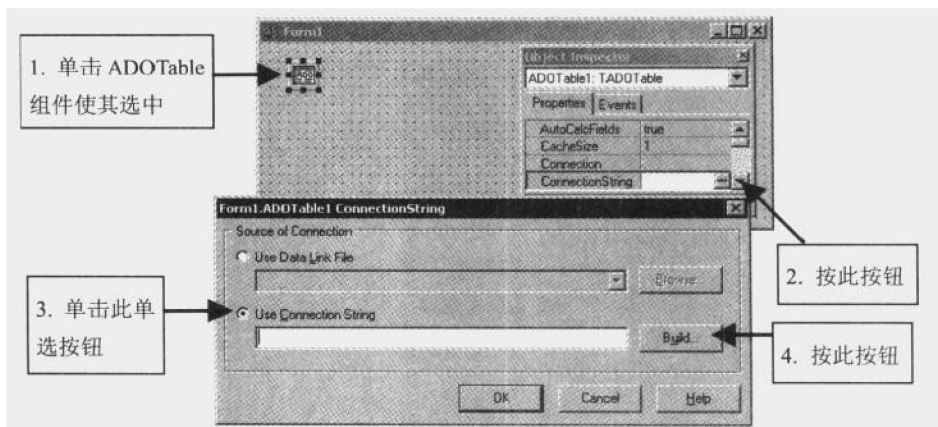 Form1
1. 单击 ADOTable
组件使其选中
ADO
Object Inspector
ADOTable1: TADOTable
Properties
Events
AutoCalcFields
true
CacheSize
1
Connection
ConnectionString
Form1.ADOTable1 ConnectionString
Source of Connection
Use Data Link File
Browse
2. 按此按钮
3. 单击此单
选按钮
Use Connection String
Build...
4. 按此按钮
OK
Cancel
Help